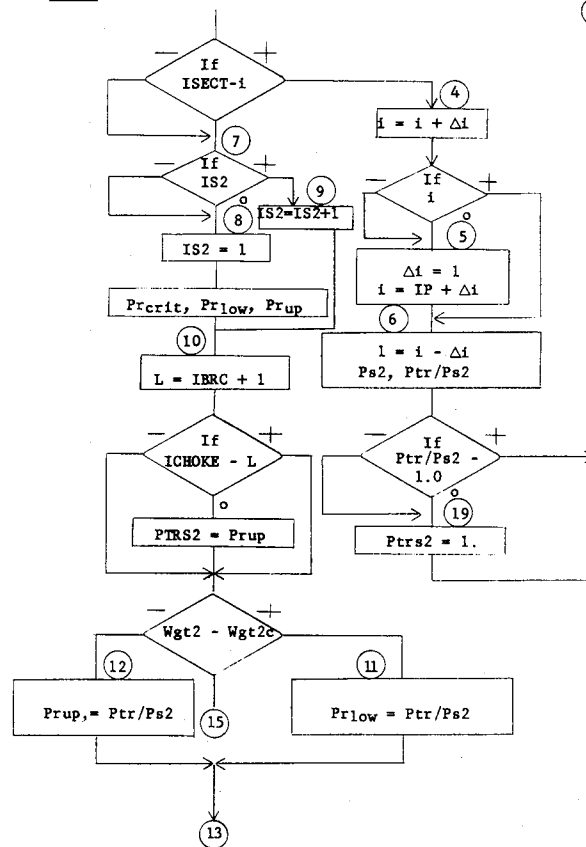 − If +
ISECT-i
4
i = i + Δi
7
− If +
IS2
o
9
IS2=IS2+1
8
IS2 = 1
− If +
i
o
5
Δi = 1
i = IP + Δi
Prcrit, Prlow, Prup
6
10
L = IBRC + 1
1 = i - Δi
Ps2, Ptr/Ps2
− If +
ICHOKE - L
o
PTRS2 = Prup
− If +
Ptr/Ps2 -
1.0
o
19
Ptrs2 = 1.
− +
Wgt2 - Wgt2c
12
Prup,= Ptr/Ps2
15
11
Prlow = Ptr/Ps2
13